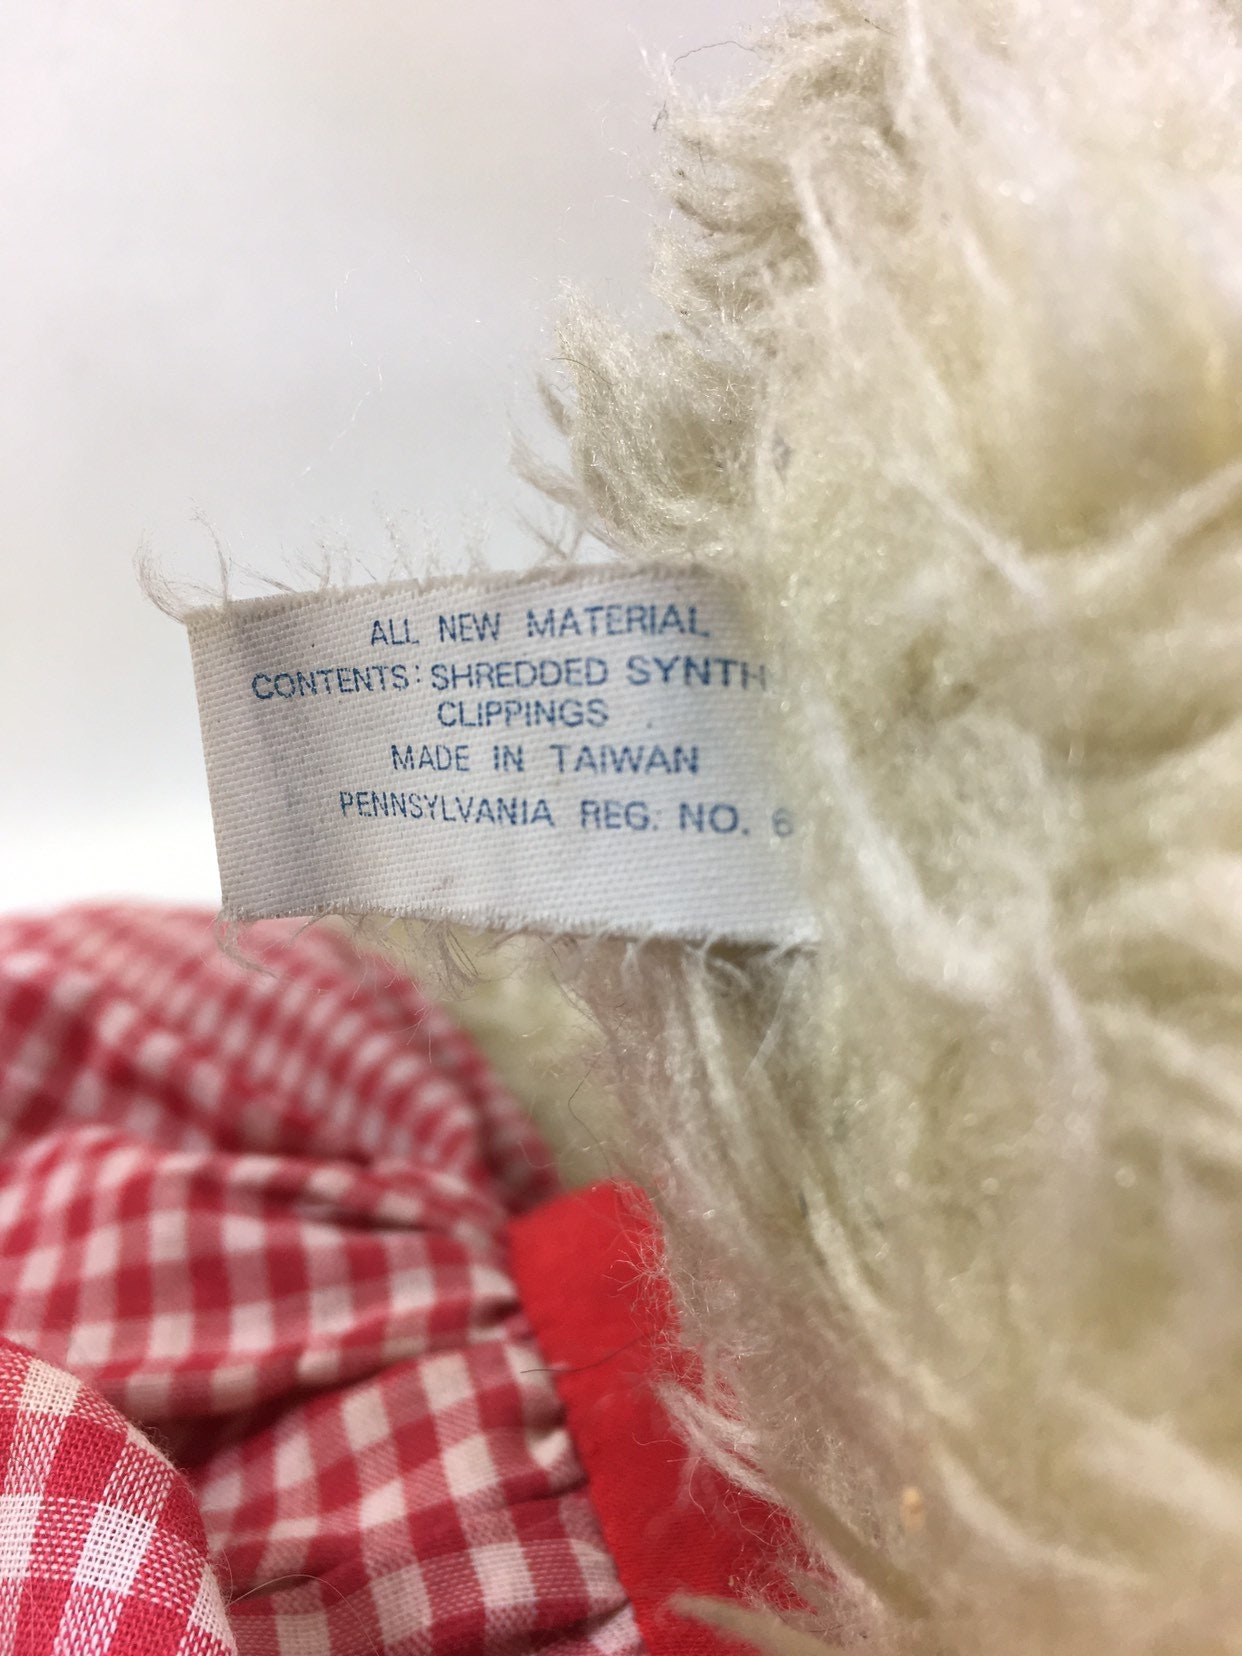 ALL NEW MATERIAL
CONTENTS: SHREDDED SYNTH
CLIPPINGS
MADE IN TAIWAN
PENNSYLVANIA REG. NO. 6